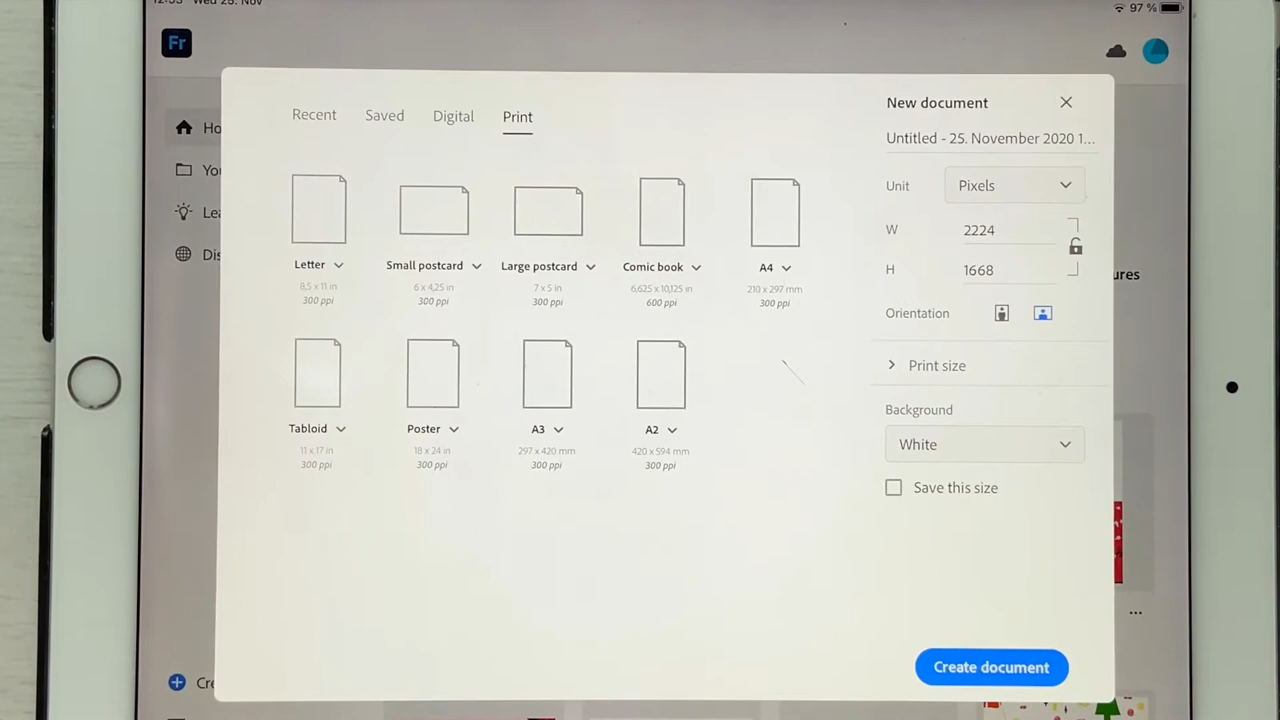 97 %
Fr
Recent
Saved
Digital
Print
New document
Untitled - 25. November 2020 1...
Unit
Pixels
W
2224
H
1668
Orientation
Print size
Background
White
Save this size
Create document
Letter
8,5 x 11 in
300 ppi
Small postcard
6 x 4,25 in
300 ppi
Large postcard
7 x 5 in
300 ppi
Comic book
6,625 x 10,125 in
600 ppi
A4
210 x 297 mm
300 ppi
Tabloid
11 x 17 in
300 ppi
Poster
18 x 24 in
300 ppi
A3
297 x 420 mm
300 ppi
A2
420 x 594 mm
300 ppi
Ho
You
Lea
Dis
ures
Cre